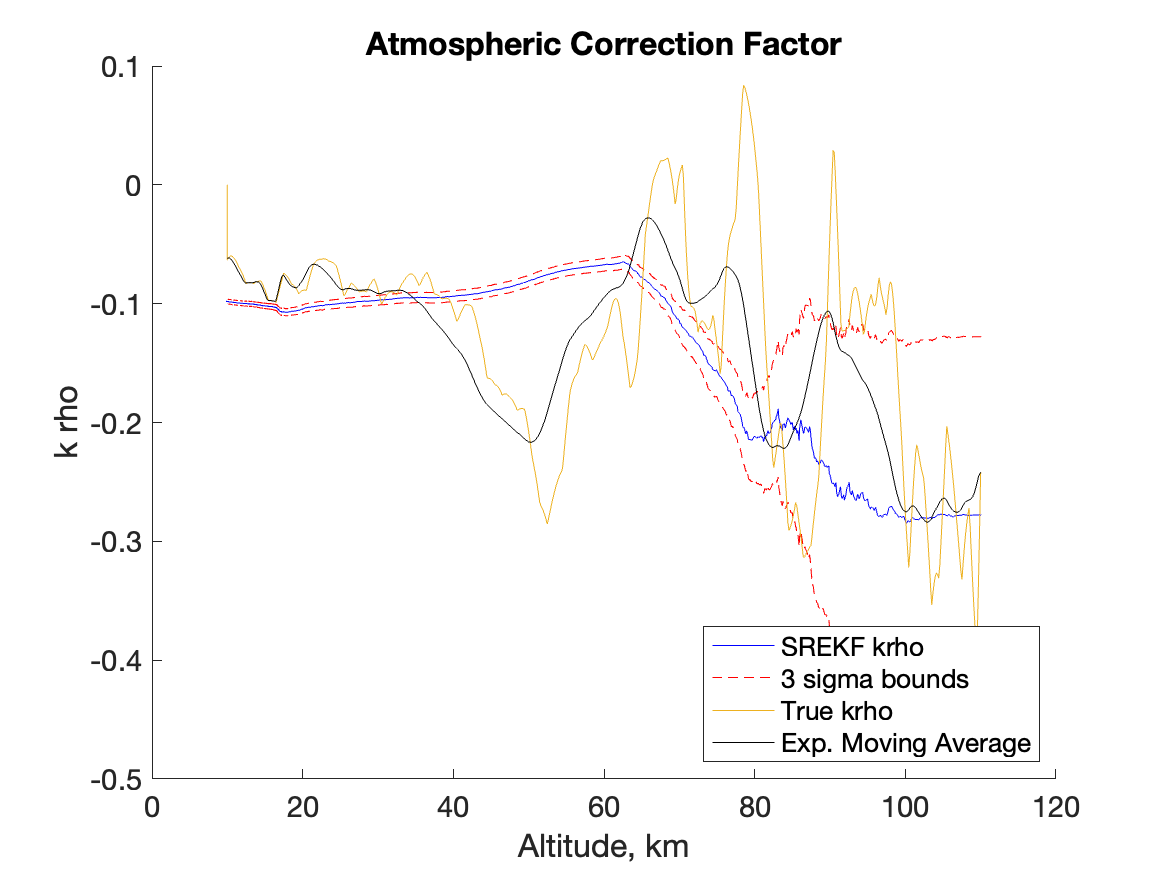 Atmospheric Correction Factor
0.1
0
-0.1
-0.2
-0.3
-0.4
-0.5
k rho
SREKF krho
3 sigma bounds
True krho
Exp. Moving Average
0 20 40 60 80 100 120
Altitude, km